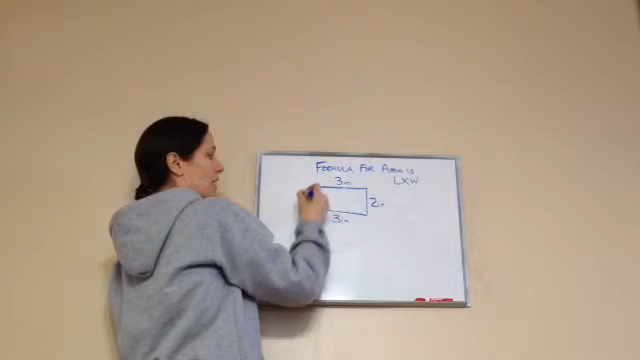 FORMULA FOR AREA IS
LXW
3in
2in
3in